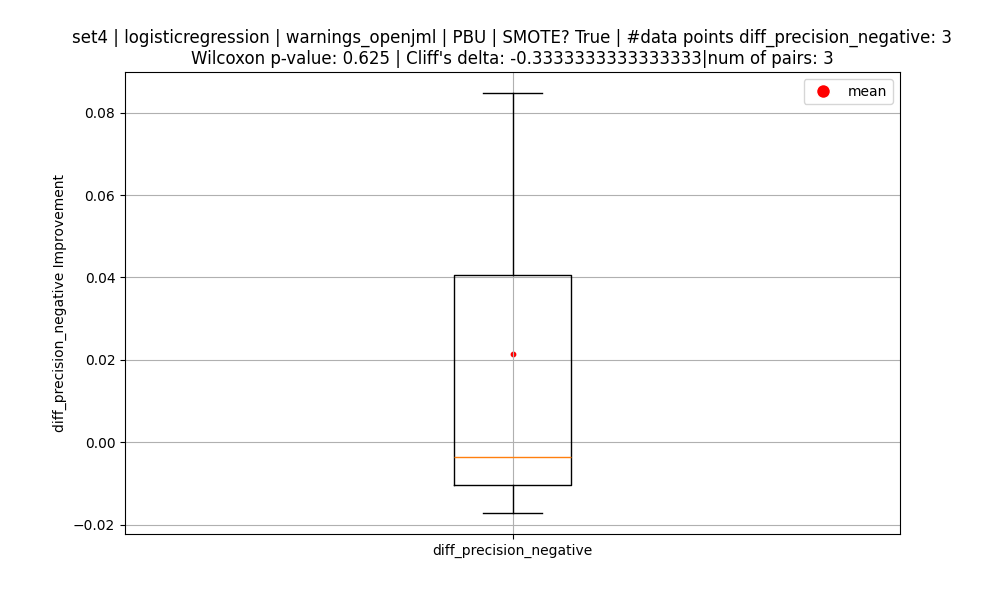 set4 | logisticregression | warnings_openjml | PBU | SMOTE? True | #data points diff_precision_negative: 3
Wilcoxon p-value: 0.625 | Cliff's delta: -0.3333333333333333|num of pairs: 3
mean
0.08
0.06
0.04
0.02
0.00
−0.02
diff_precision_negative Improvement
diff_precision_negative